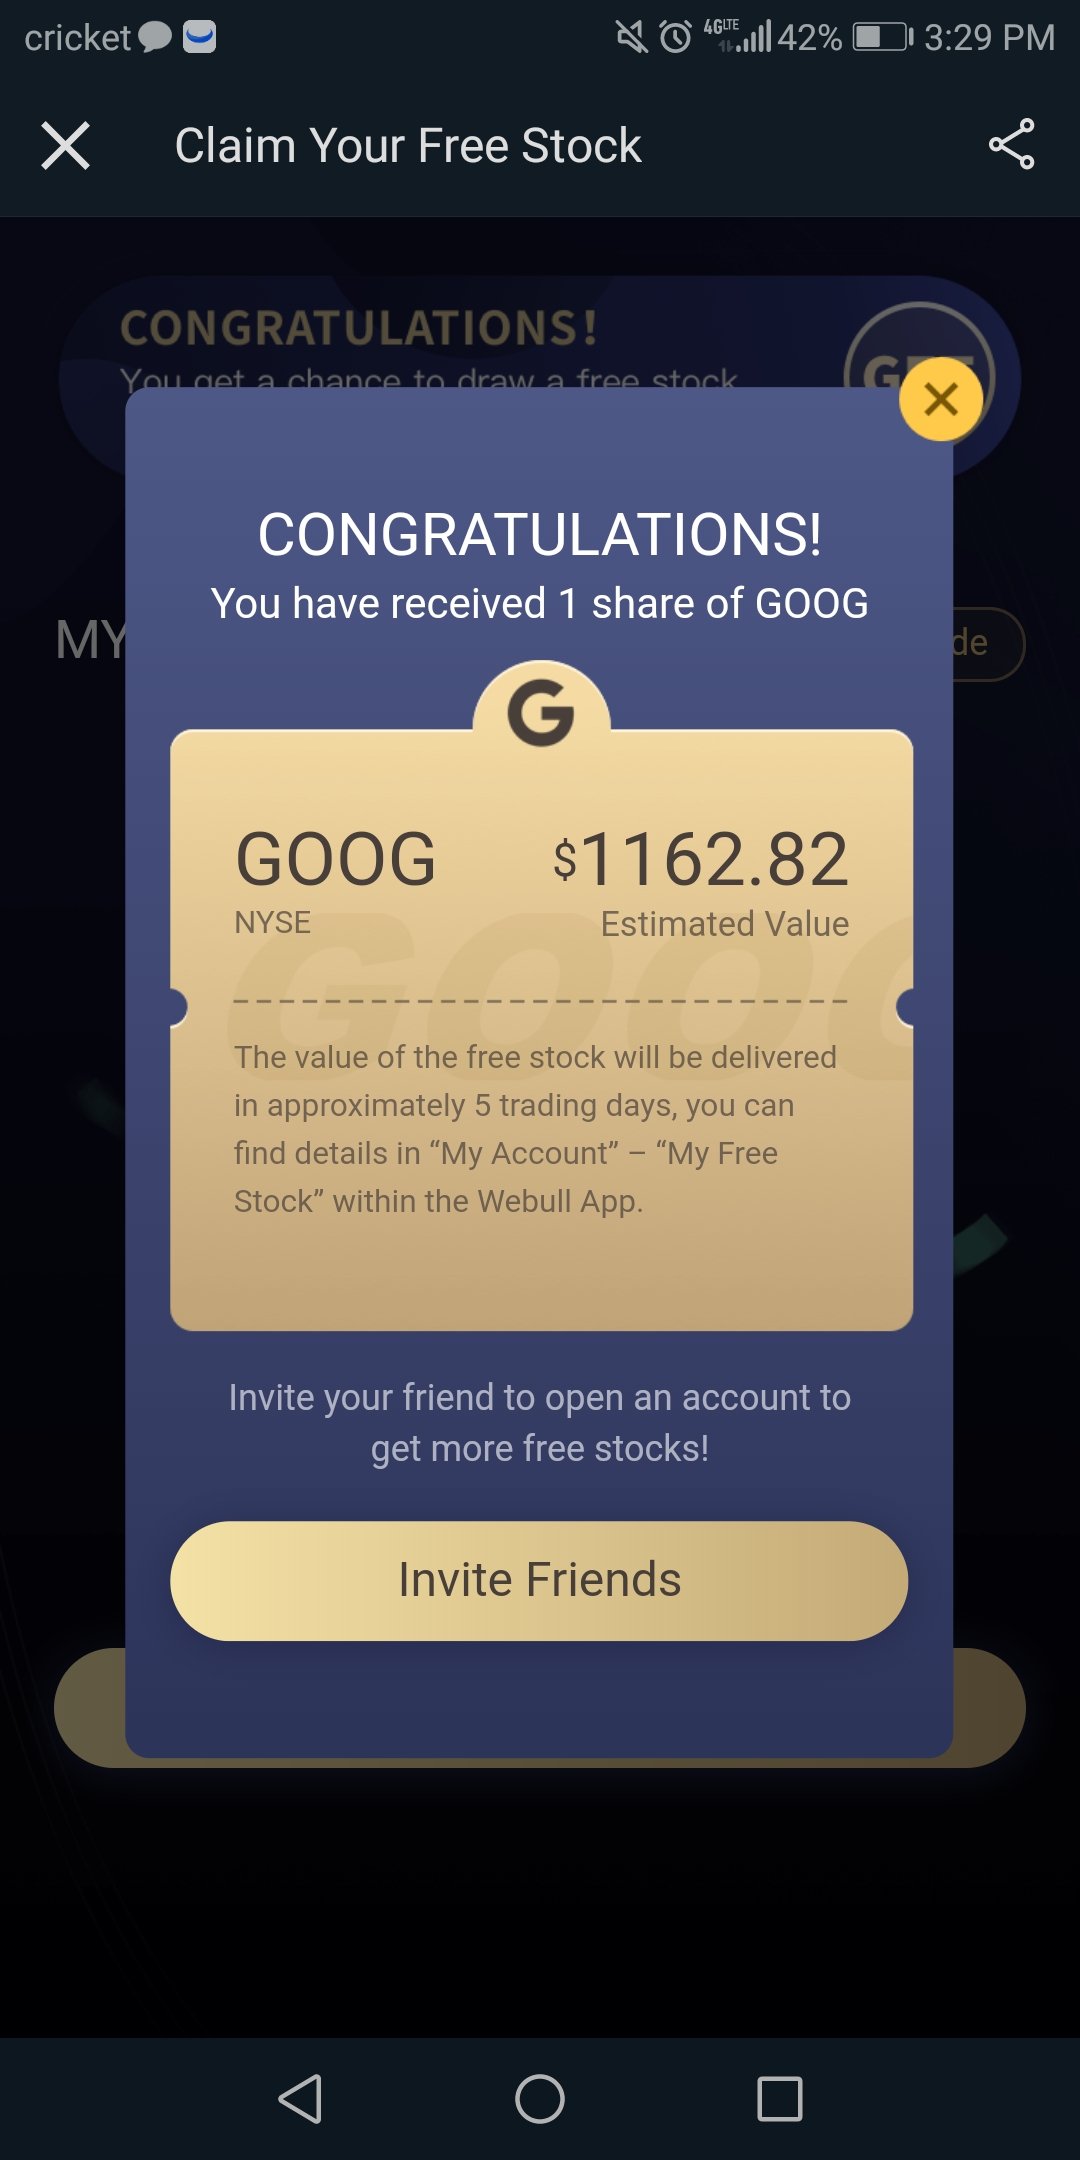 cricket 4GLTE 42% 3:29 PM
Claim Your Free Stock
CONGRATULATIONS!
You get a chance to draw a free stock
CONGRATULATIONS!
You have received 1 share of GOOG
MY
de
G
GOOG $1162.82
NYSE Estimated Value
The value of the free stock will be delivered
in approximately 5 trading days, you can
find details in “My Account” – “My Free
Stock” within the Webull App.
Invite your friend to open an account to
get more free stocks!
Invite Friends